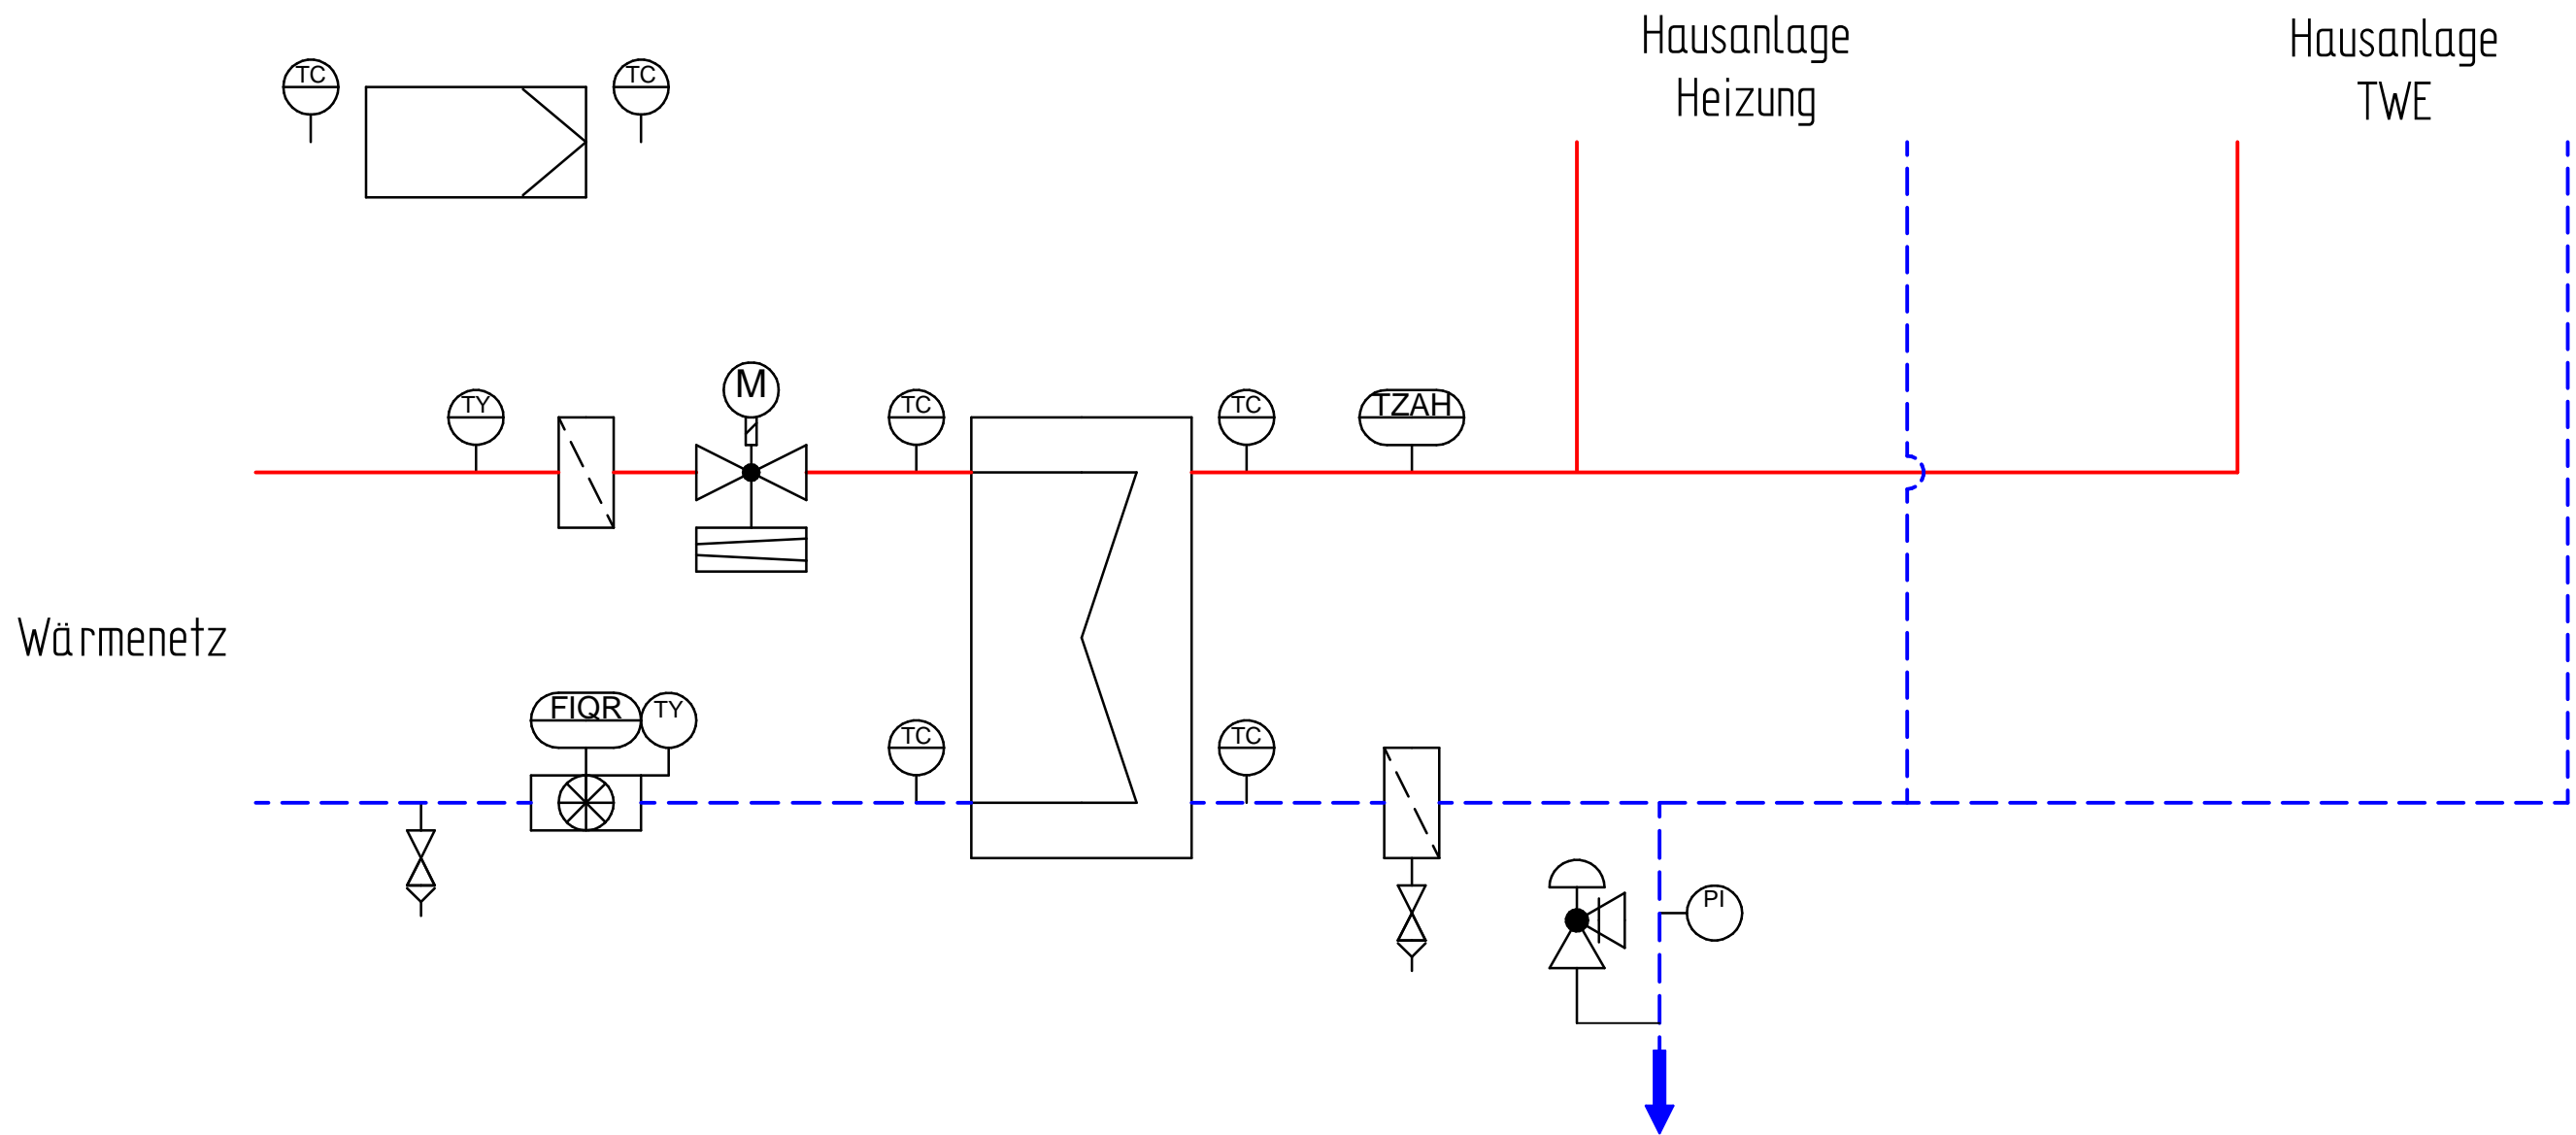 Hausanlage
Heizung
Hausanlage
TWE
TC
TC
M
TY
TC
TC
TZAH
Wärmenetz
FIQR
TY
TC
TC
PI